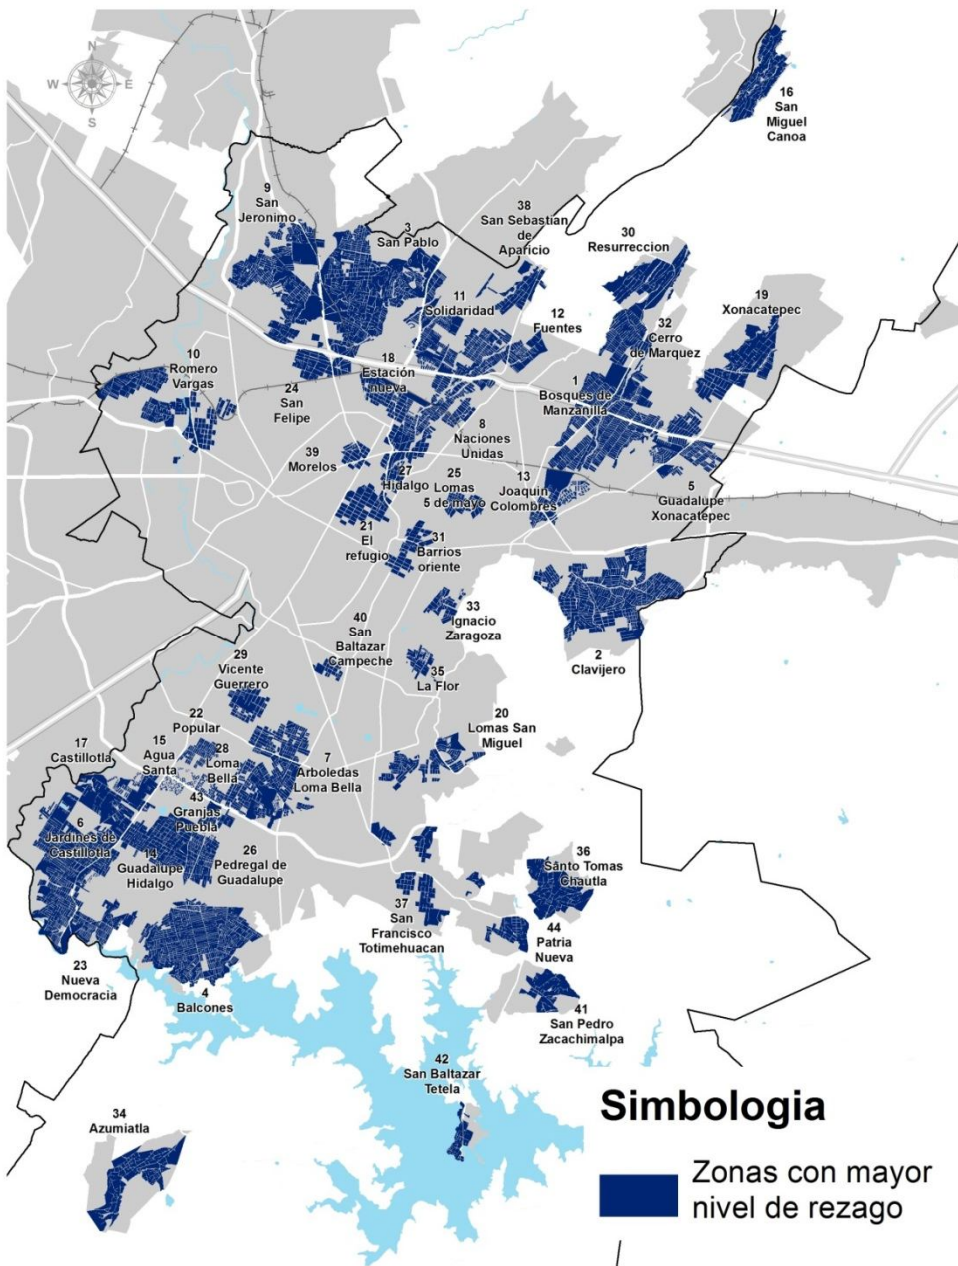 N
W
E
S
16
San
Miguel
Canoa
9
San
Jeronimo
3
San Pablo
38
San Sebastian
de
Aparicio
30
Resurreccion
19
Xonacatepec
11
Solidaridad
12
Fuentes
32
Cerro
de Marquez
10
Romero
Vargas
18
Estación
nueva
24
San
Felipe
1
Bosques de
Manzanilla
8
Naciones
Unidas
39
Morelos
27
Hidalgo
25
Lomas
5 de mayo
13
Joaquin
Colombres
5
Guadalupe
Xonacatepec
21
El
refugio
31
Barrios
oriente
33
Ignacio
Zaragoza
40
San
Baltazar
Campeche
2
Clavijero
29
Vicente
Guerrero
35
La Flor
22
Popular
20
Lomas San
Miguel
17
Castillotla
15
Agua
Santa
28
Loma
Bella
7
Arboledas
Loma Bella
43
Granjas
Puebla
6
Jardines de
Castillotla
14
Guadalupe
Hidalgo
26
Pedregal de
Guadalupe
36
Santo Tomas
Chautla
37
San
Francisco
Totimehuacan
44
Patria
Nueva
23
Nueva
Democracia
4
Balcones
41
San Pedro
Zacachimalpa
42
San Baltazar
Tetela
34
Azumiatla
Simbologia
Zonas con mayor
nivel de rezago